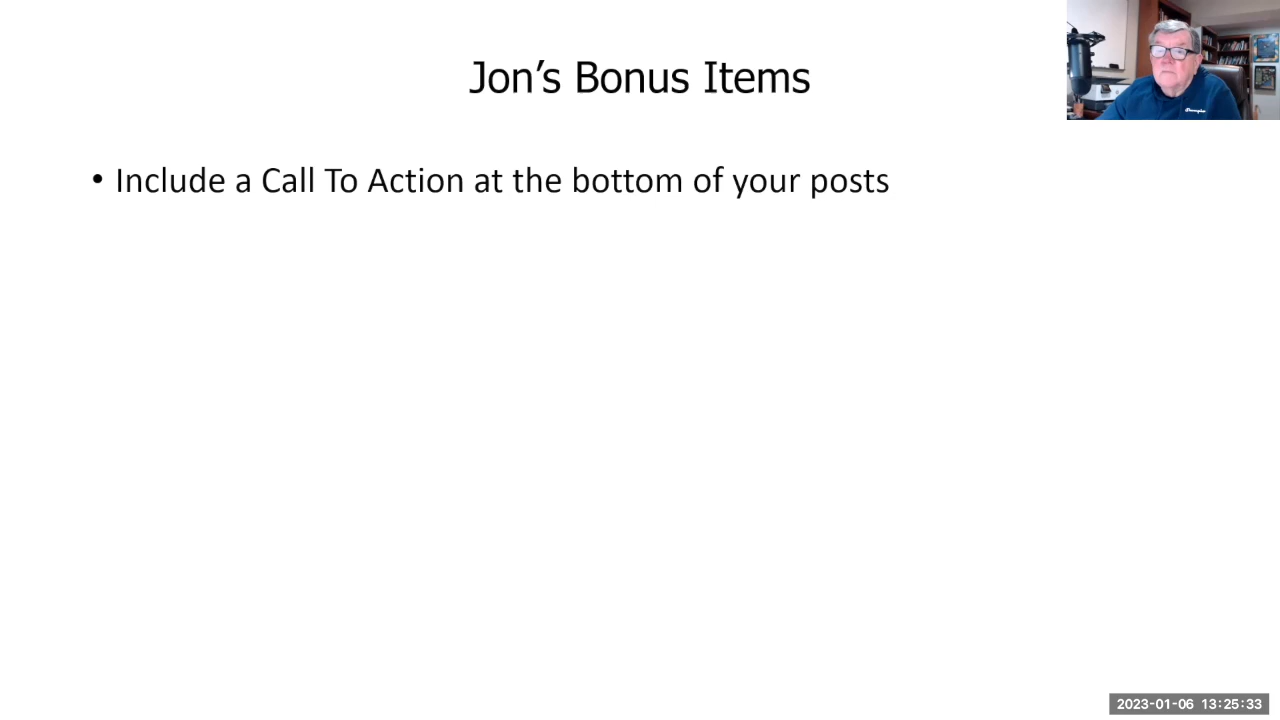 Jon's Bonus Items
• Include a Call To Action at the bottom of your posts
Champion
2023-01-06 13:25:33